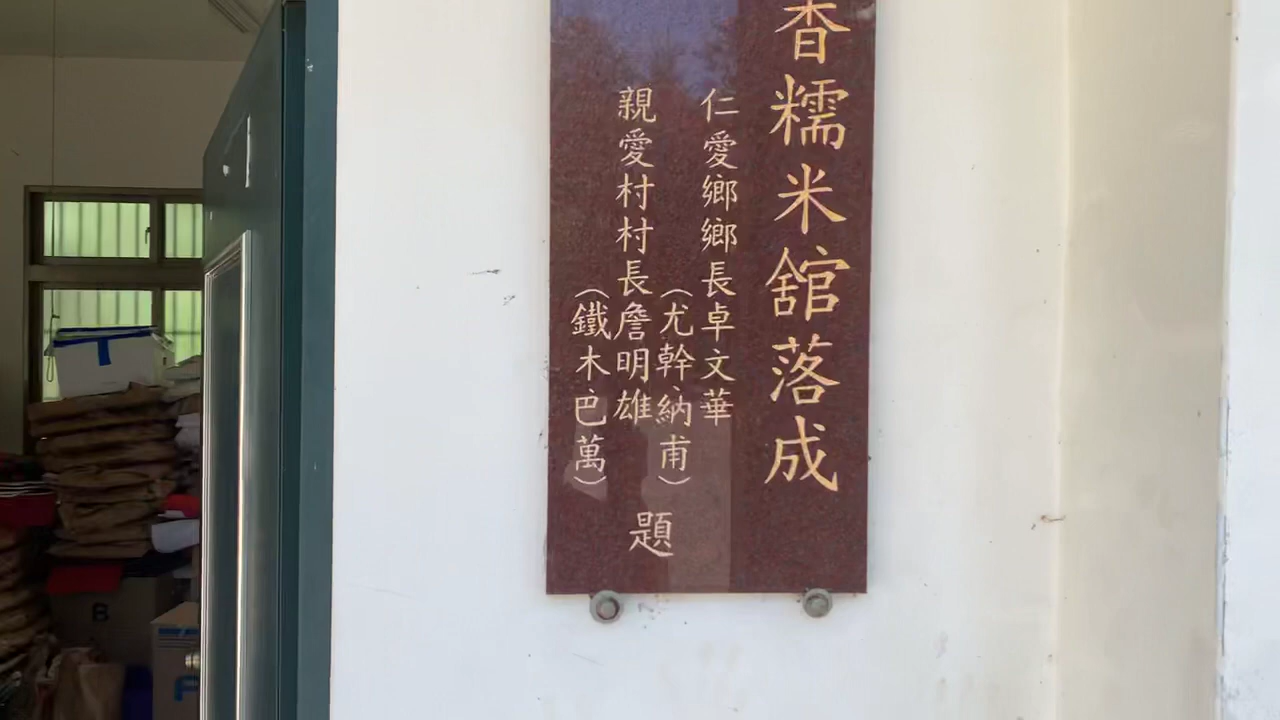 香糯米舘落成
仁愛鄉鄉長卓文華
（尤幹納甫）
親愛村村長詹明雄
（鐵木巴萬）
題
B